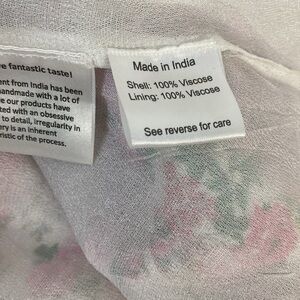 ve fantastic taste!
ent from India has been
andmade with a lot of
e our products have
ted with an obsessive
to detail, irregularity in
ery is an inherent
ristic of the process.
Made in India
Shell: 100% Viscose
Lining: 100% Viscose
See reverse for care